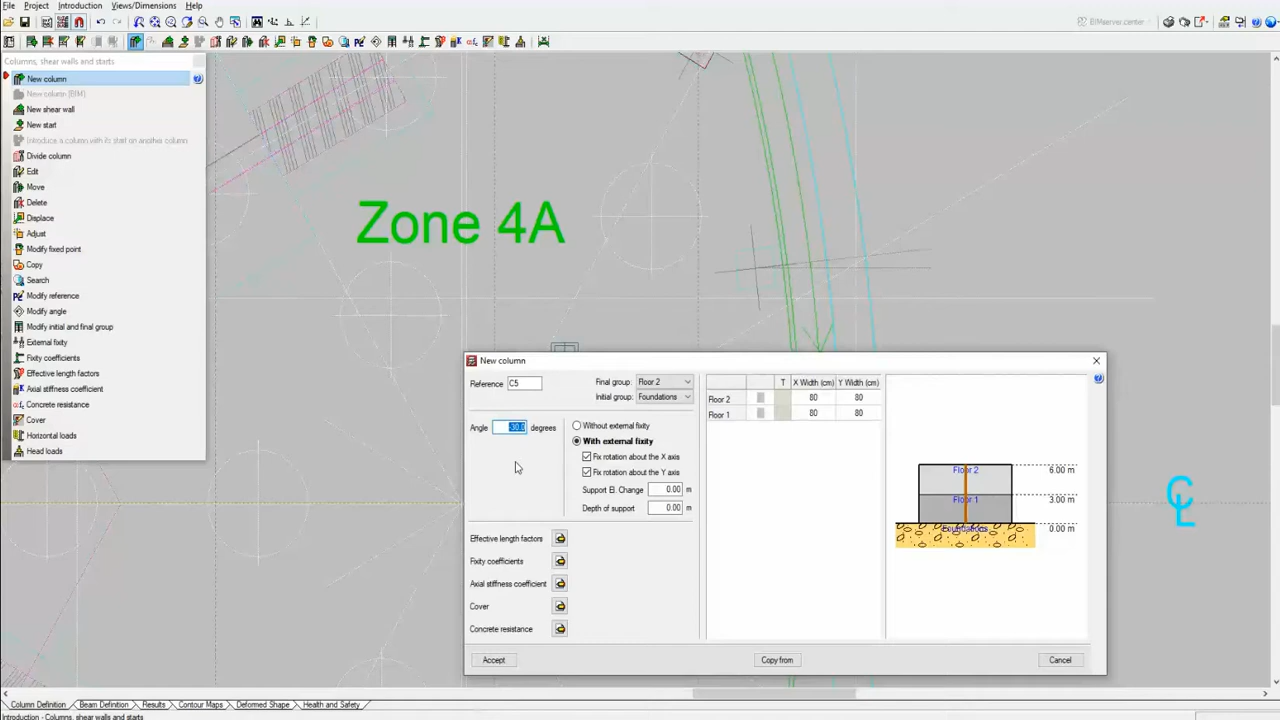 File Project Introduction Views/Dimensions Help
BIMserver.center
Columns, shear walls and starts
New column
New column [BIM]
New shear wall
New start
Introduce a column with its start on another column
Divide column
Edit
Move
Delete
Displace
Adjust
Modify fixed point
Copy
Search
Modify reference
Modify angle
Modify initial and final group
External fixity
Fixity coefficients
Effective length factors
Axial stiffness coefficient
Concrete resistance
Cover
Horizontal loads
Head loads
Zone 4A
New column
Reference C5
Final group: Floor 2
Initial group: Foundations
Angle -30.0 degrees
Without external fixity
With external fixity
Fix rotation about the X axis
Fix rotation about the Y axis
Support El. Change 0.00 m
Depth of support 0.00 m
Effective length factors
Fixity coefficients
Axial stiffness coefficient
Cover
Concrete resistance
T X Width (cm) Y Width (cm)
Floor 2 80 80
Floor 1 80 80
Floor 2 6.00 m
Floor 1 3.00 m
Foundations 0.00 m
CL
Accept Copy from Cancel
Column Definition Beam Definition Results Contour Maps Deformed Shape Health and Safety
Introduction - Columns, shear walls and starts